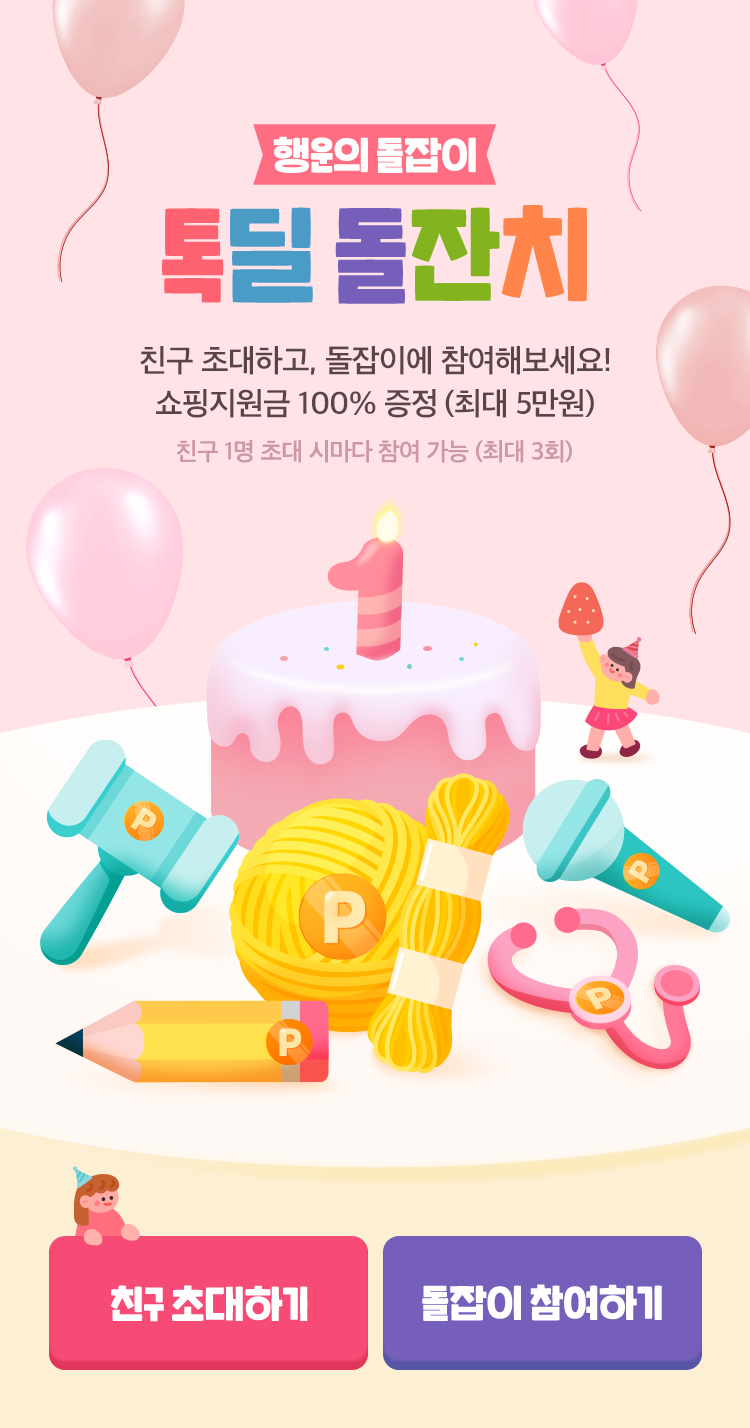 행운의 돌잡이
톡딜 돌잔치
친구 초대하고, 돌잡이에 참여해보세요!
쇼핑지원금 100% 증정 (최대 5만원)
친구 1명 초대 시마다 참여 가능 (최대 3회)
1
P
P
P
P
P
친구 초대하기
돌잡이 참여하기